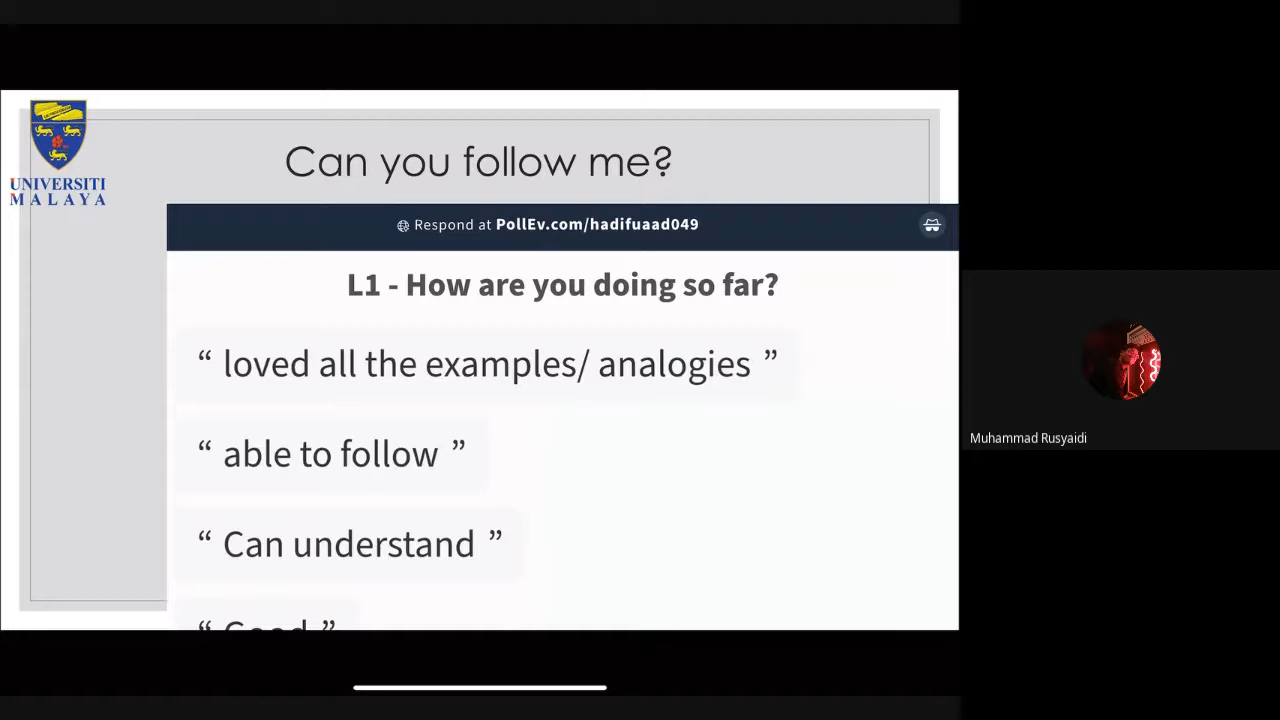 UNIVERSITI
MALAYA
Can you follow me?
Respond at PollEv.com/hadifuaad049
L1 - How are you doing so far?
“ loved all the examples/ analogies ”
“ able to follow ”
“ Can understand ”
“ Good ”
Muhammad Rusyaidi